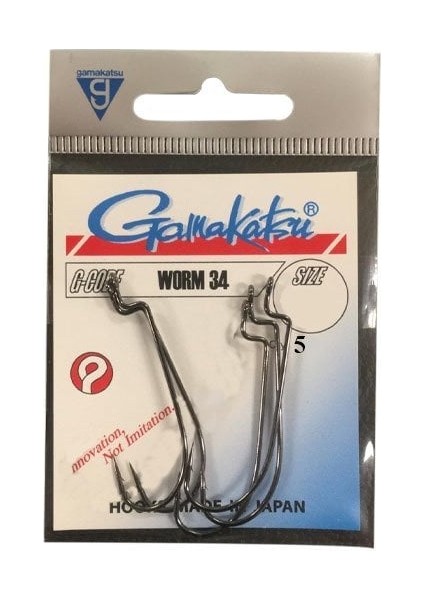 gamakatsu
G
Gamakatsu®
G-CODE WORM 34 SIZE
5
Innovation,
Not Imitation.
HOOKS MADE IN JAPAN